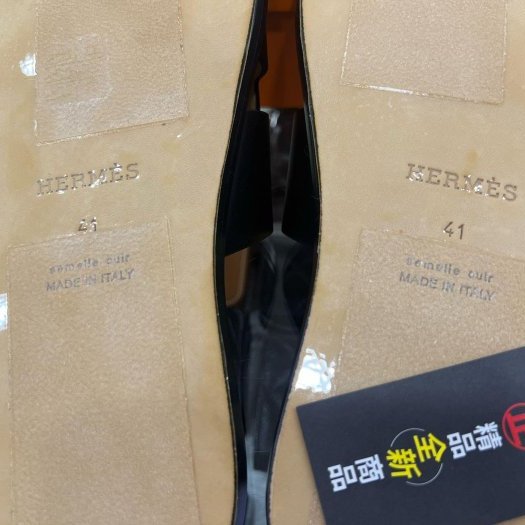 HERMÈS
41
semelle cuir
MADE IN ITALY
HERMÈS
41
semelle cuir
MADE IN ITALY
正
精品
全新
商品